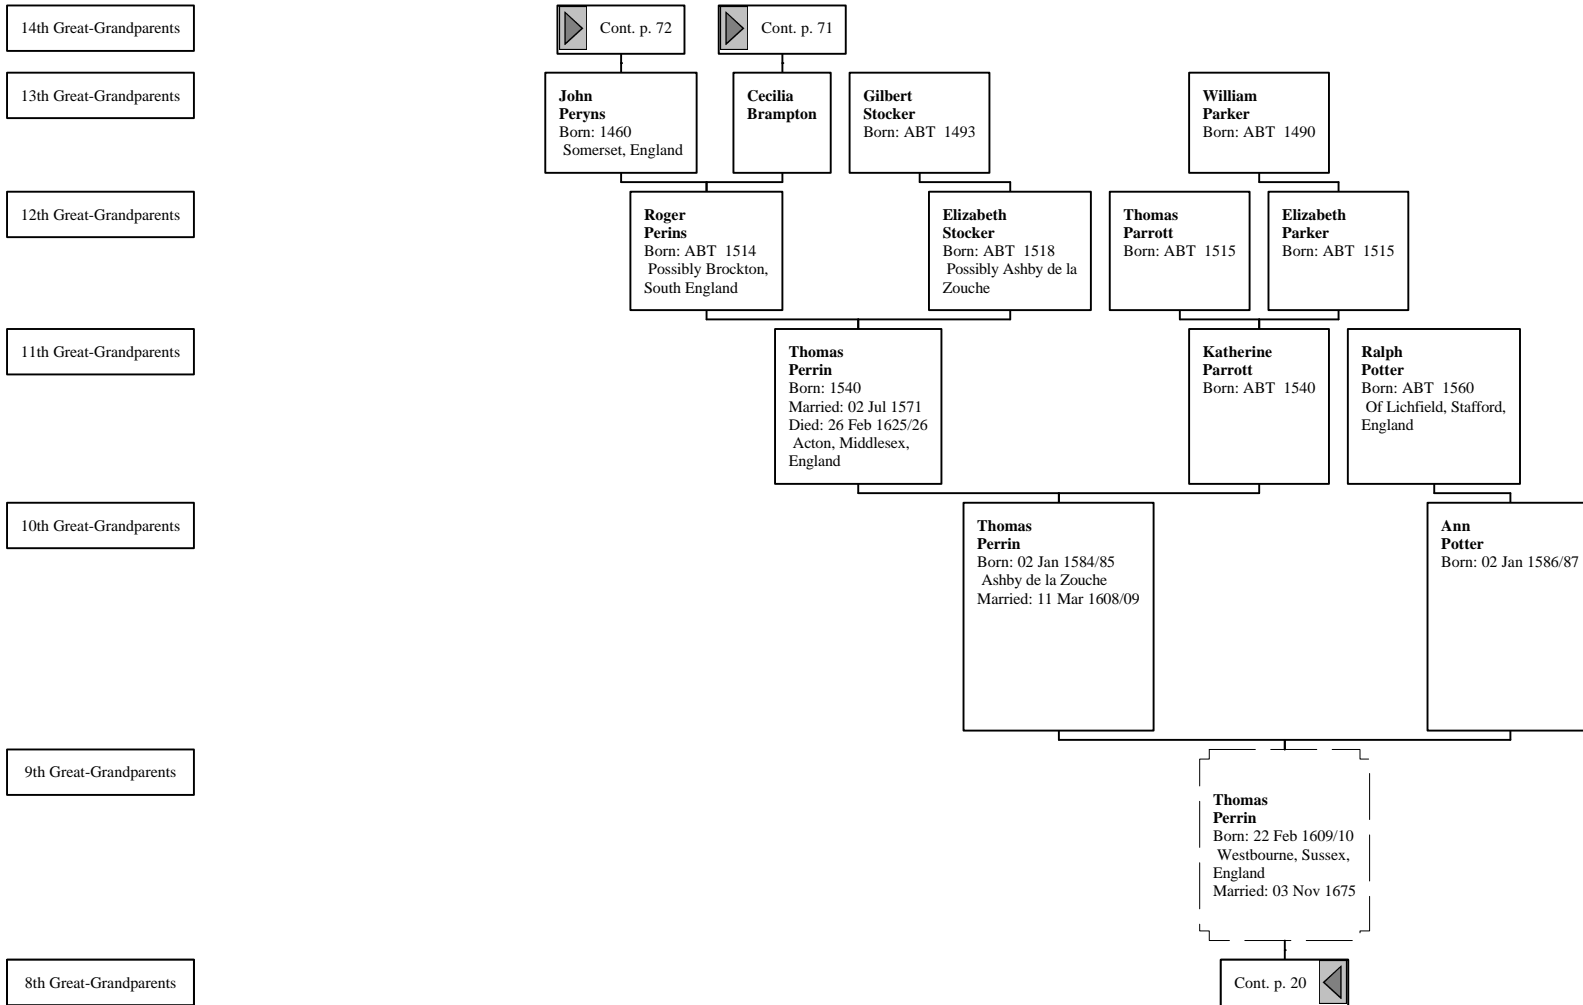 14th Great-Grandparents
Cont. p. 72
Cont. p. 71
13th Great-Grandparents
John
Peryns
Born: 1460
Somerset, England
Cecilia
Brampton
Gilbert
Stocker
Born: ABT 1493
William
Parker
Born: ABT 1490
12th Great-Grandparents
Roger
Perins
Born: ABT 1514
Possibly Brockton,
South England
Elizabeth
Stocker
Born: ABT 1518
Possibly Ashby de la
Zouche
Thomas
Parrott
Born: ABT 1515
Elizabeth
Parker
Born: ABT 1515
11th Great-Grandparents
Thomas
Perrin
Born: 1540
Married: 02 Jul 1571
Died: 26 Feb 1625/26
Acton, Middlesex,
England
Katherine
Parrott
Born: ABT 1540
Ralph
Potter
Born: ABT 1560
Of Lichfield, Stafford,
England
10th Great-Grandparents
Thomas
Perrin
Born: 02 Jan 1584/85
Ashby de la Zouche
Married: 11 Mar 1608/09
Ann
Potter
Born: 02 Jan 1586/87
9th Great-Grandparents
Thomas
Perrin
Born: 22 Feb 1609/10
Westbourne, Sussex,
England
Married: 03 Nov 1675
8th Great-Grandparents
Cont. p. 20